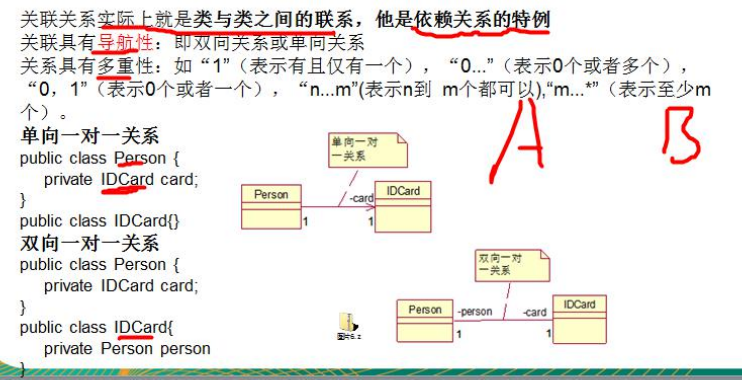 关联关系实际上就是类与类之间的联系，他是依赖关系的特例
关联具有导航性：即双向关系或单向关系
关系具有多重性：如“1”（表示有且仅有一个），“0...”（表示0个或者多个），
“0，1”（表示0个或者一个），“n...m”(表示n到 m个都可以),“m...*”（表示至少m
个）。
单向一对一关系
public class Person {
private IDCard card;
}
public class IDCard{}
双向一对一关系
public class Person {
private IDCard card;
}
public class IDCard{
private Person person
}
A B
单向一对
一关系
Person
-card
IDCard
1
1
双向一对
一关系
Person
-person
-card
IDCard
1
1